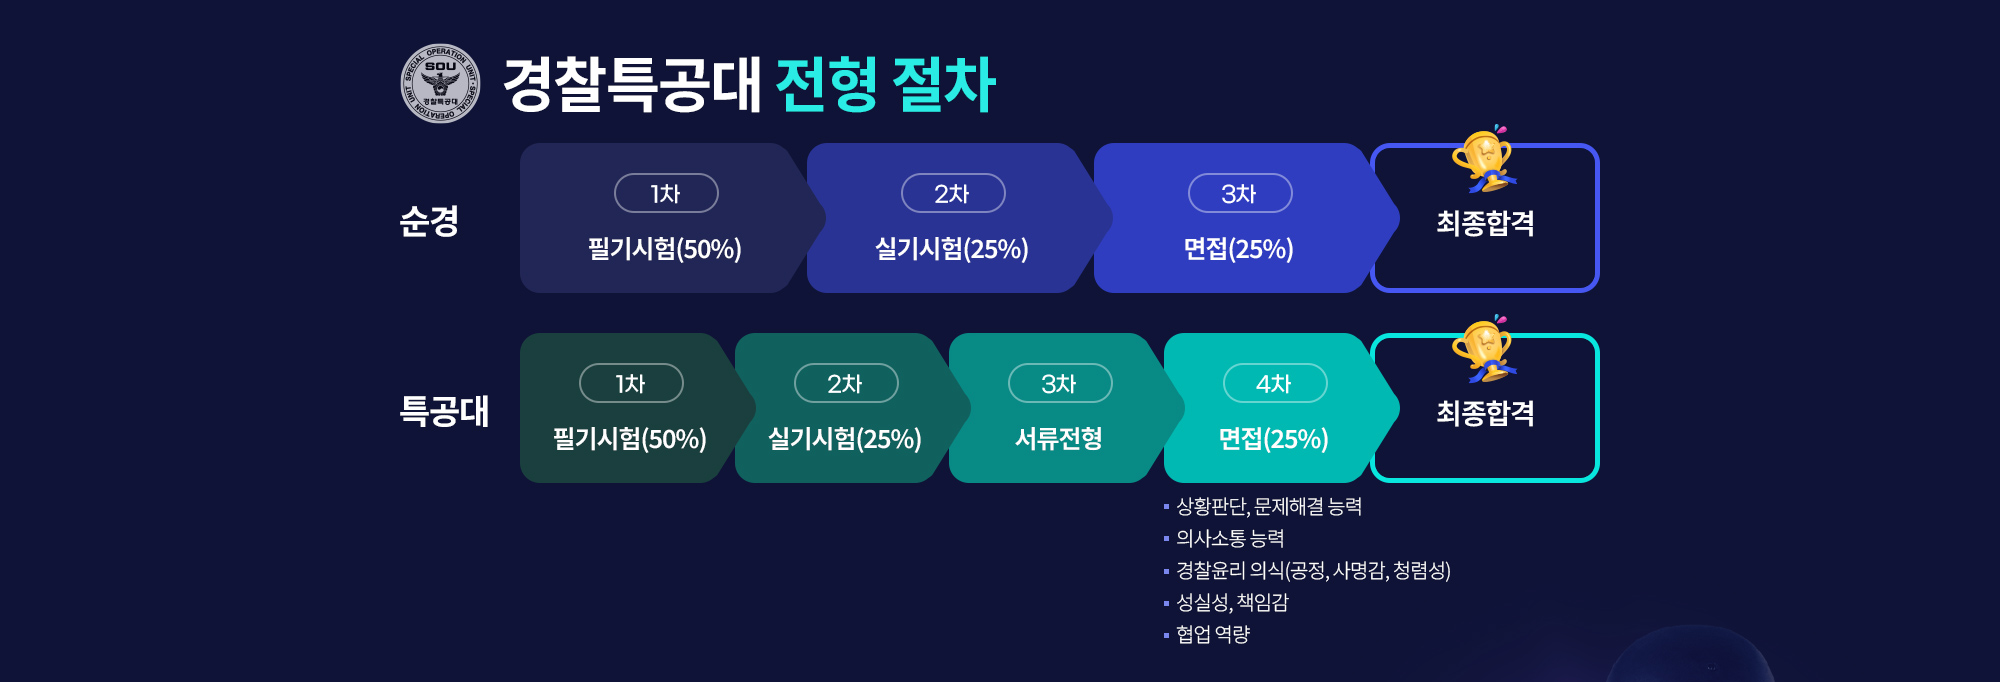 SPECIAL OPERATION UNIT · SPECIAL OPERATION UNIT
SOU
경찰특공대
경찰특공대 전형 절차
순경
1차
필기시험(50%)
2차
실기시험(25%)
3차
면접(25%)
최종합격
특공대
1차
필기시험(50%)
2차
실기시험(25%)
3차
서류전형
4차
면접(25%)
최종합격
상황판단, 문제해결 능력
의사소통 능력
경찰윤리 의식(공정, 사명감, 청렴성)
성실성, 책임감
협업 역량